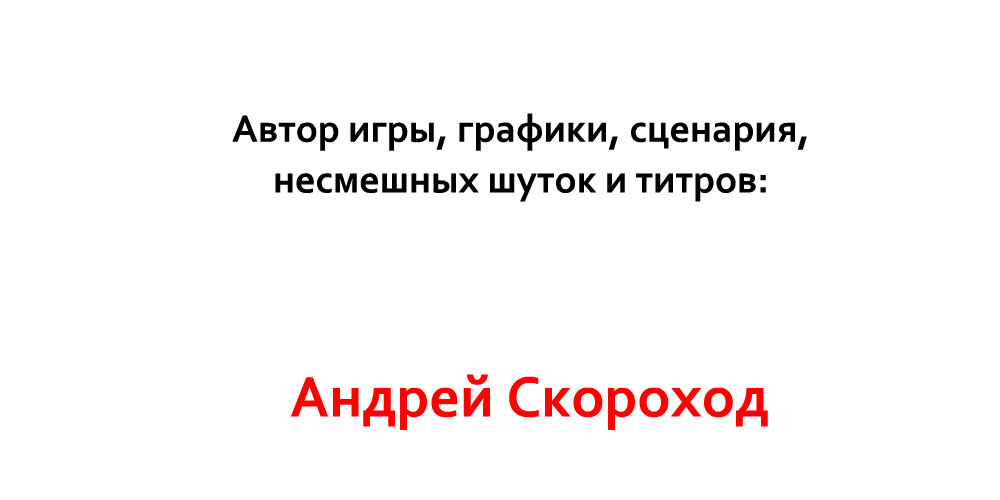 Автор игры, графики, сценария,
несмешных шуток и титров:
Андрей Скороход